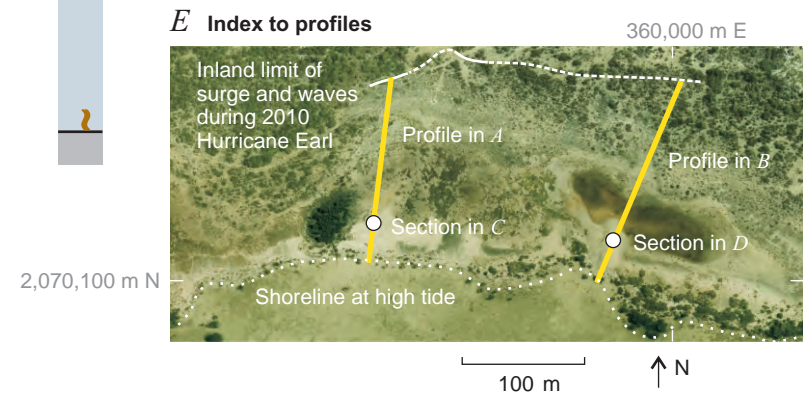 E Index to profiles
360,000 m E
Inland limit of
surge and waves
during 2010
Hurricane Earl
Profile in A
Profile in B
Section in C
Section in D
2,070,100 m N
Shoreline at high tide
100 m
N